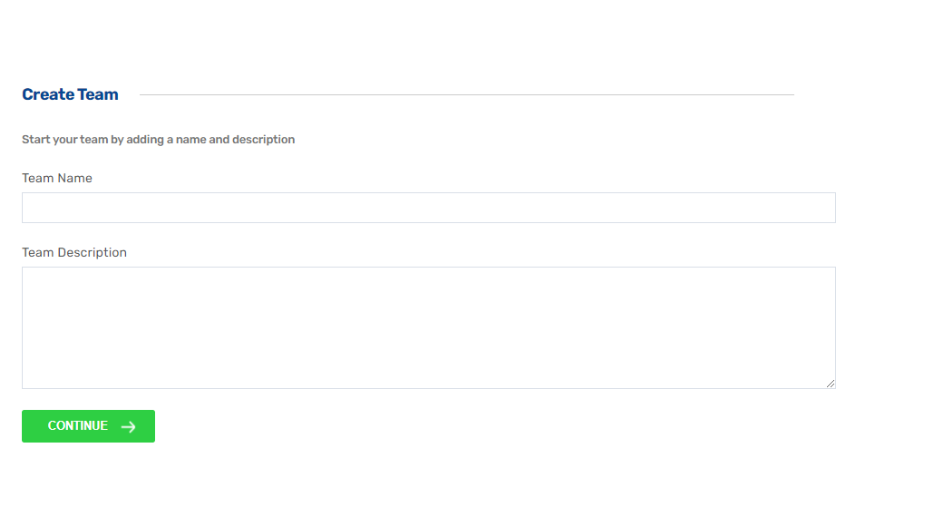 Create Team
Start your team by adding a name and description
Team Name
Team Description
CONTINUE